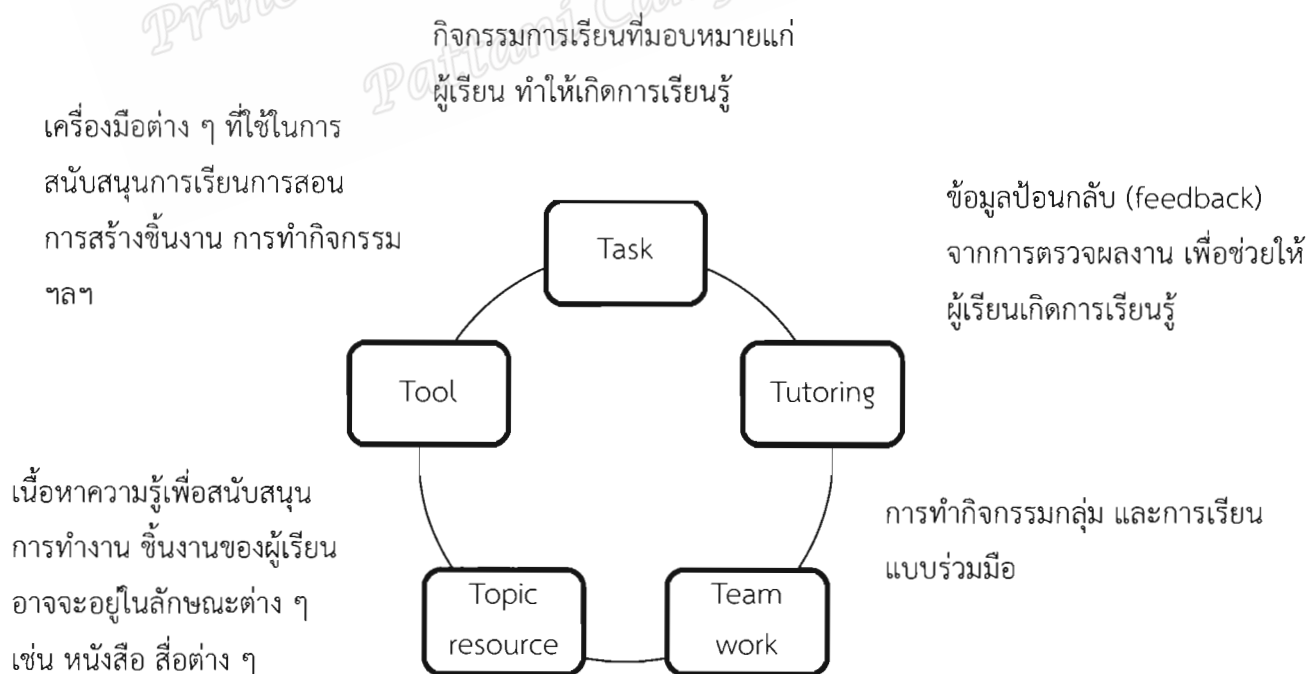 Pattani
กิจกรรมการเรียนที่มอบหมายแก่
ผู้เรียน ทำให้เกิดการเรียนรู้
เครื่องมือต่าง ๆ ที่ใช้ในการ
สนับสนุนการเรียนการสอน
การสร้างชิ้นงาน การทำกิจกรรม
ฯลฯ
ข้อมูลป้อนกลับ (feedback)
จากการตรวจผลงาน เพื่อช่วยให้
ผู้เรียนเกิดการเรียนรู้
Task
Tool
Tutoring
เนื้อหาความรู้เพื่อสนับสนุน
การทำงาน ชิ้นงานของผู้เรียน
อาจจะอยู่ในลักษณะต่าง ๆ
เช่น หนังสือ สื่อต่าง ๆ
การทำกิจกรรมกลุ่ม และการเรียน
แบบร่วมมือ
Topic
resource
Team
work